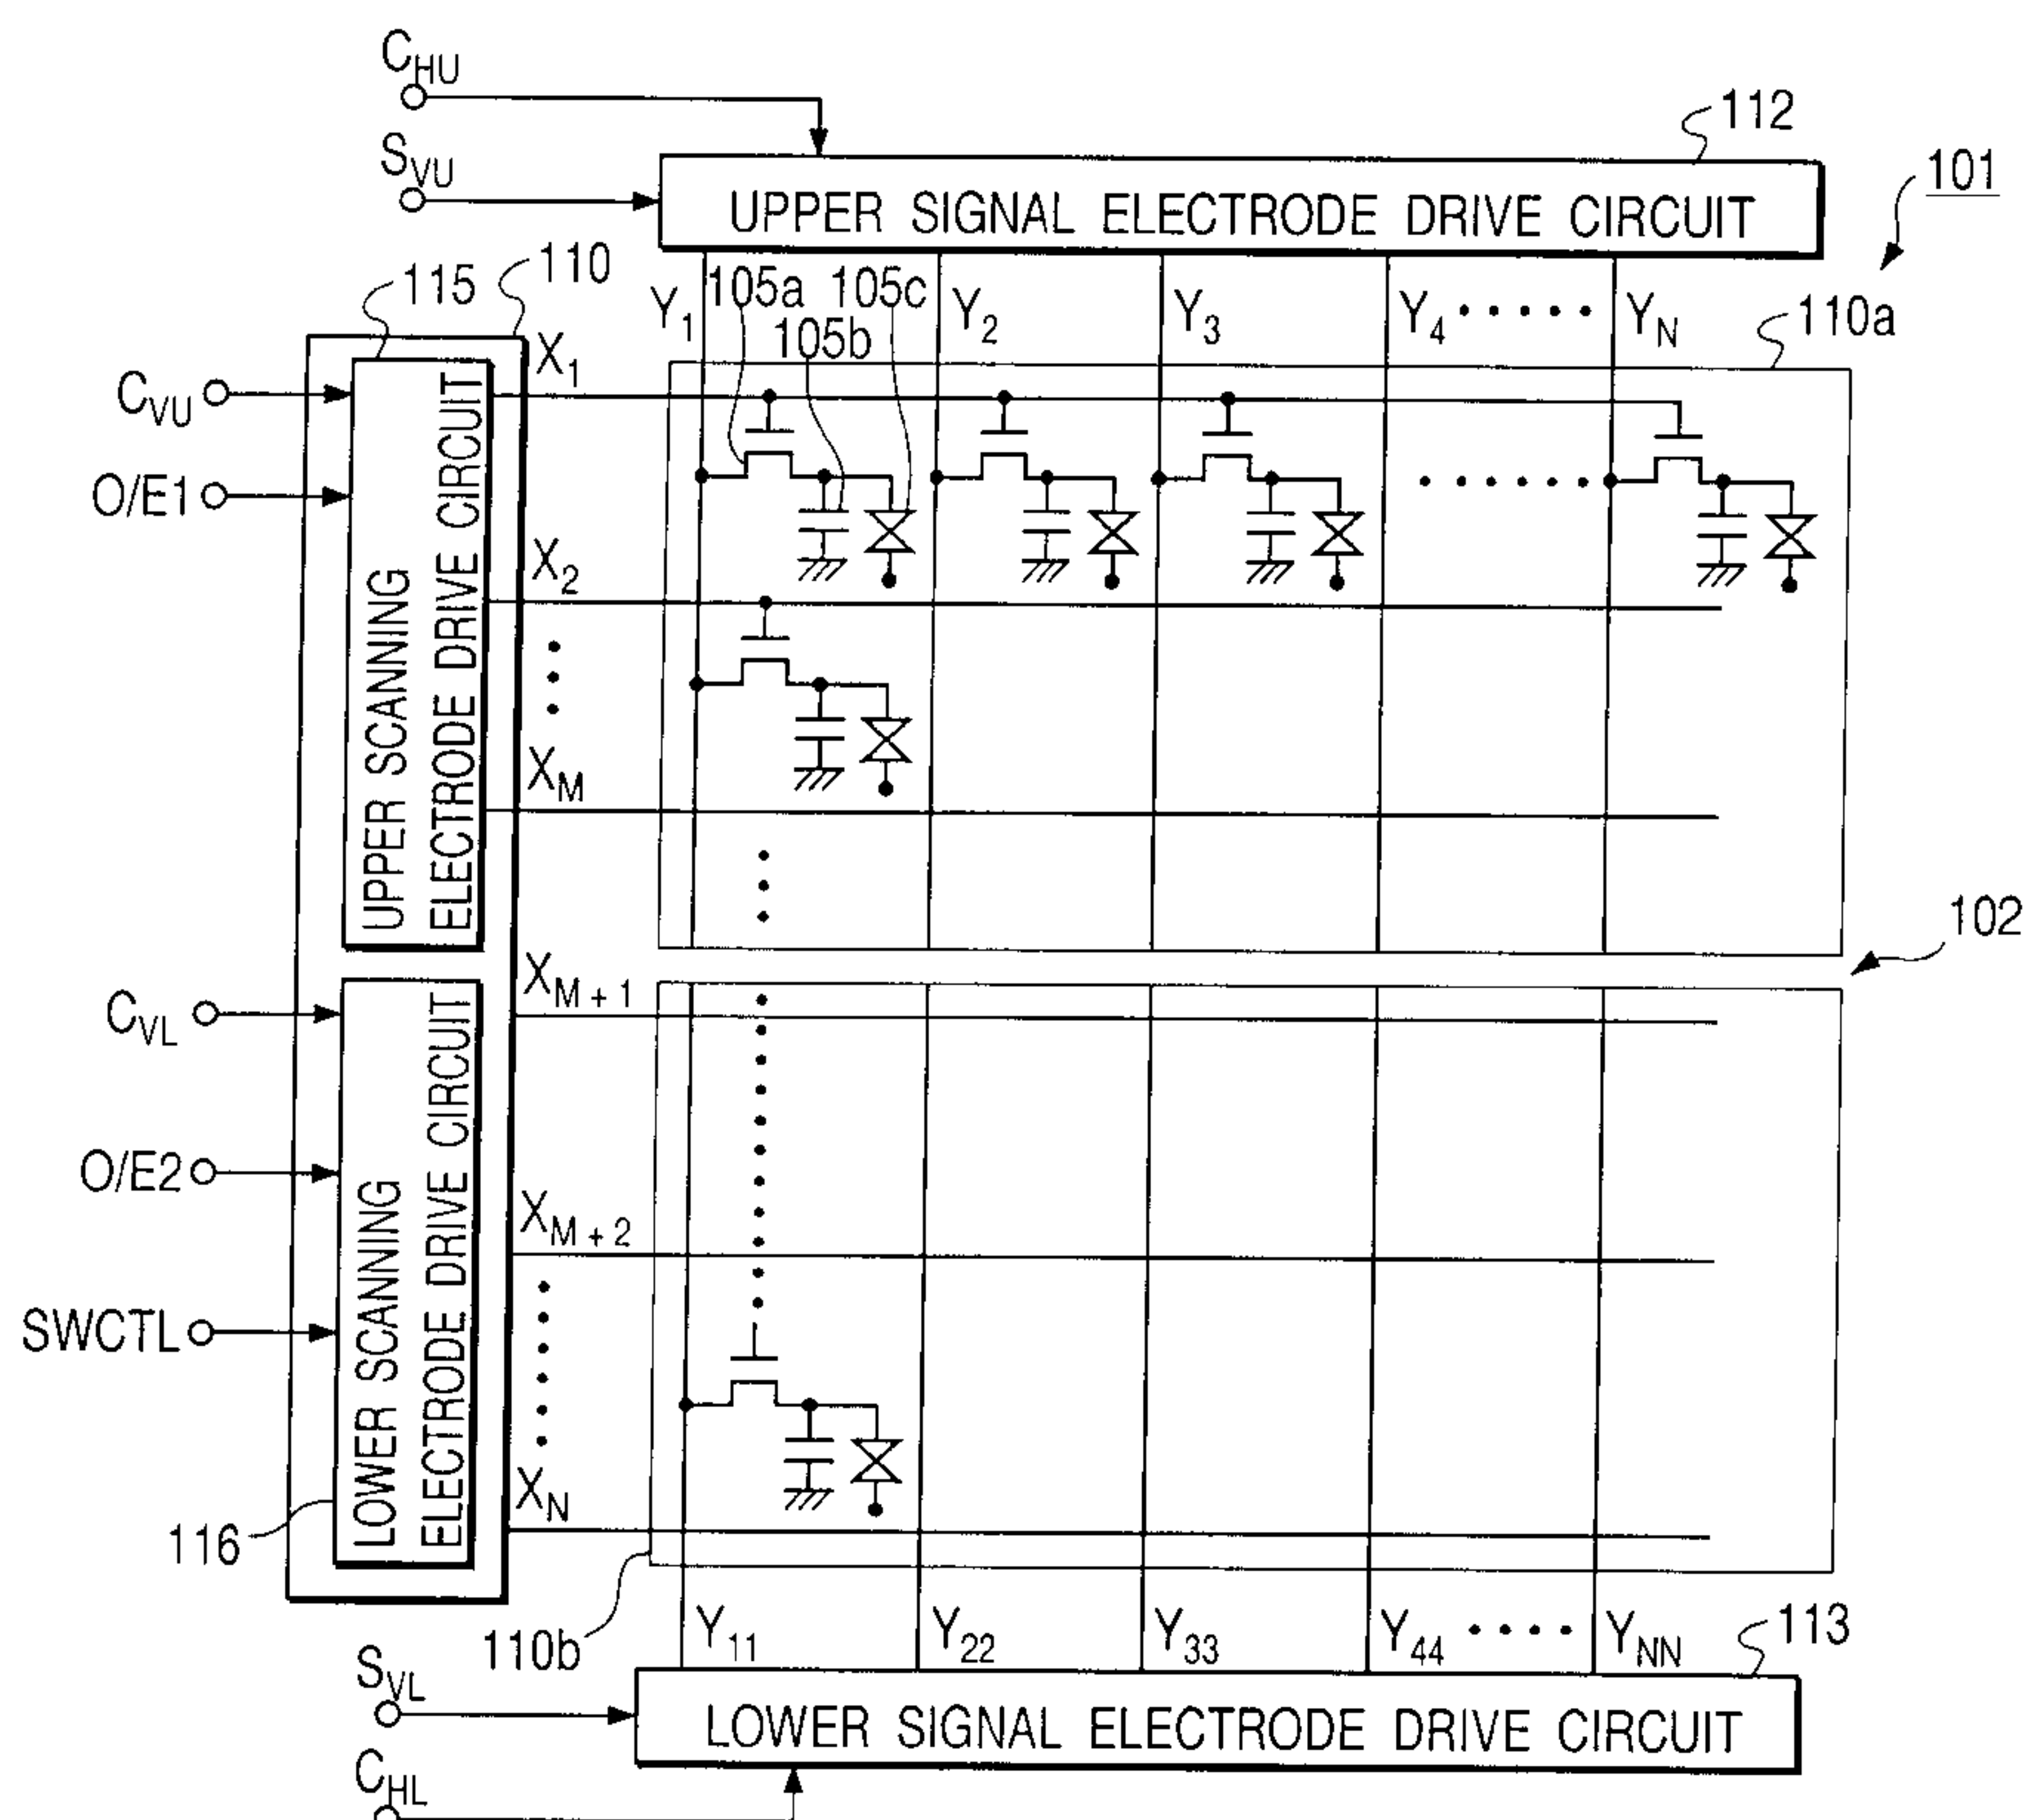 C_HU
S_VU
112
UPPER SIGNAL ELECTRODE DRIVE CIRCUIT
101
110
115
105a 105c
105b
Y_1 Y_2 Y_3 Y_4 ····· Y_N
110a
X_1
C_VU
O/E1
UPPER SCANNING
ELECTRODE DRIVE CIRCUIT
X_2
X_M
102
X_M+1
C_VL
O/E2
SWCTL
LOWER SCANNING
ELECTRODE DRIVE CIRCUIT
X_M+2
X_N
116
110b
Y_11 Y_22 Y_33 Y_44 ···· Y_NN
113
S_VL
LOWER SIGNAL ELECTRODE DRIVE CIRCUIT
C_HL